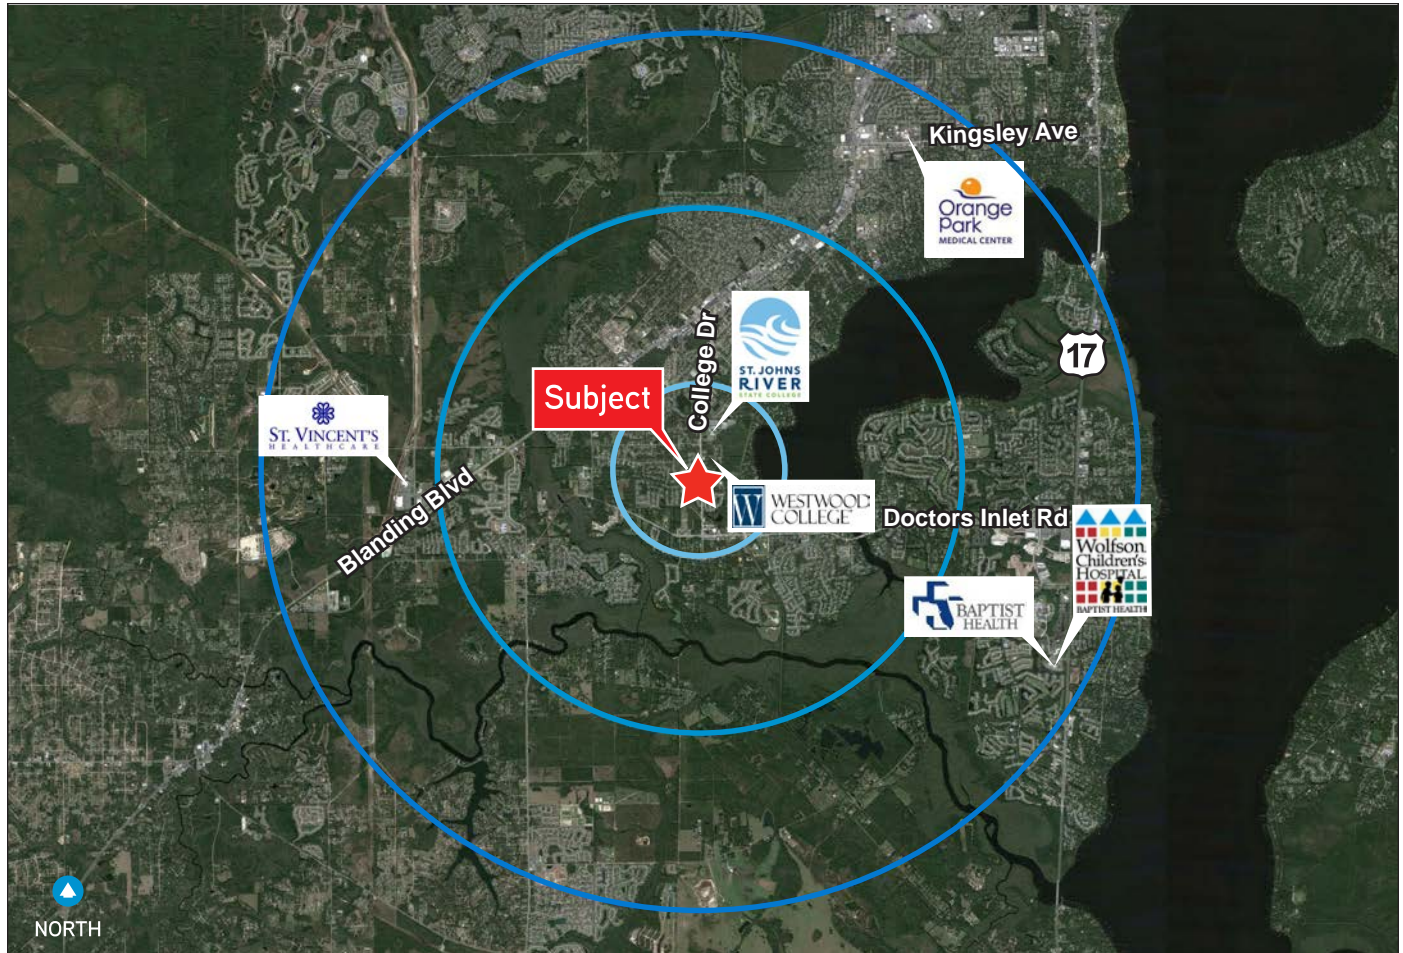 Kingsley Ave
Orange
Park
MEDICAL CENTER
College Dr
ST. JOHNS
RIVER
STATE COLLEGE
17
Subject
ST. VINCENT'S
HEALTHCARE
Blanding Blvd
W
WESTWOOD
COLLEGE
Doctors Inlet Rd
Wolfson
Children's
HOSPITAL
BAPTIST HEALTH
BAPTIST
HEALTH
NORTH